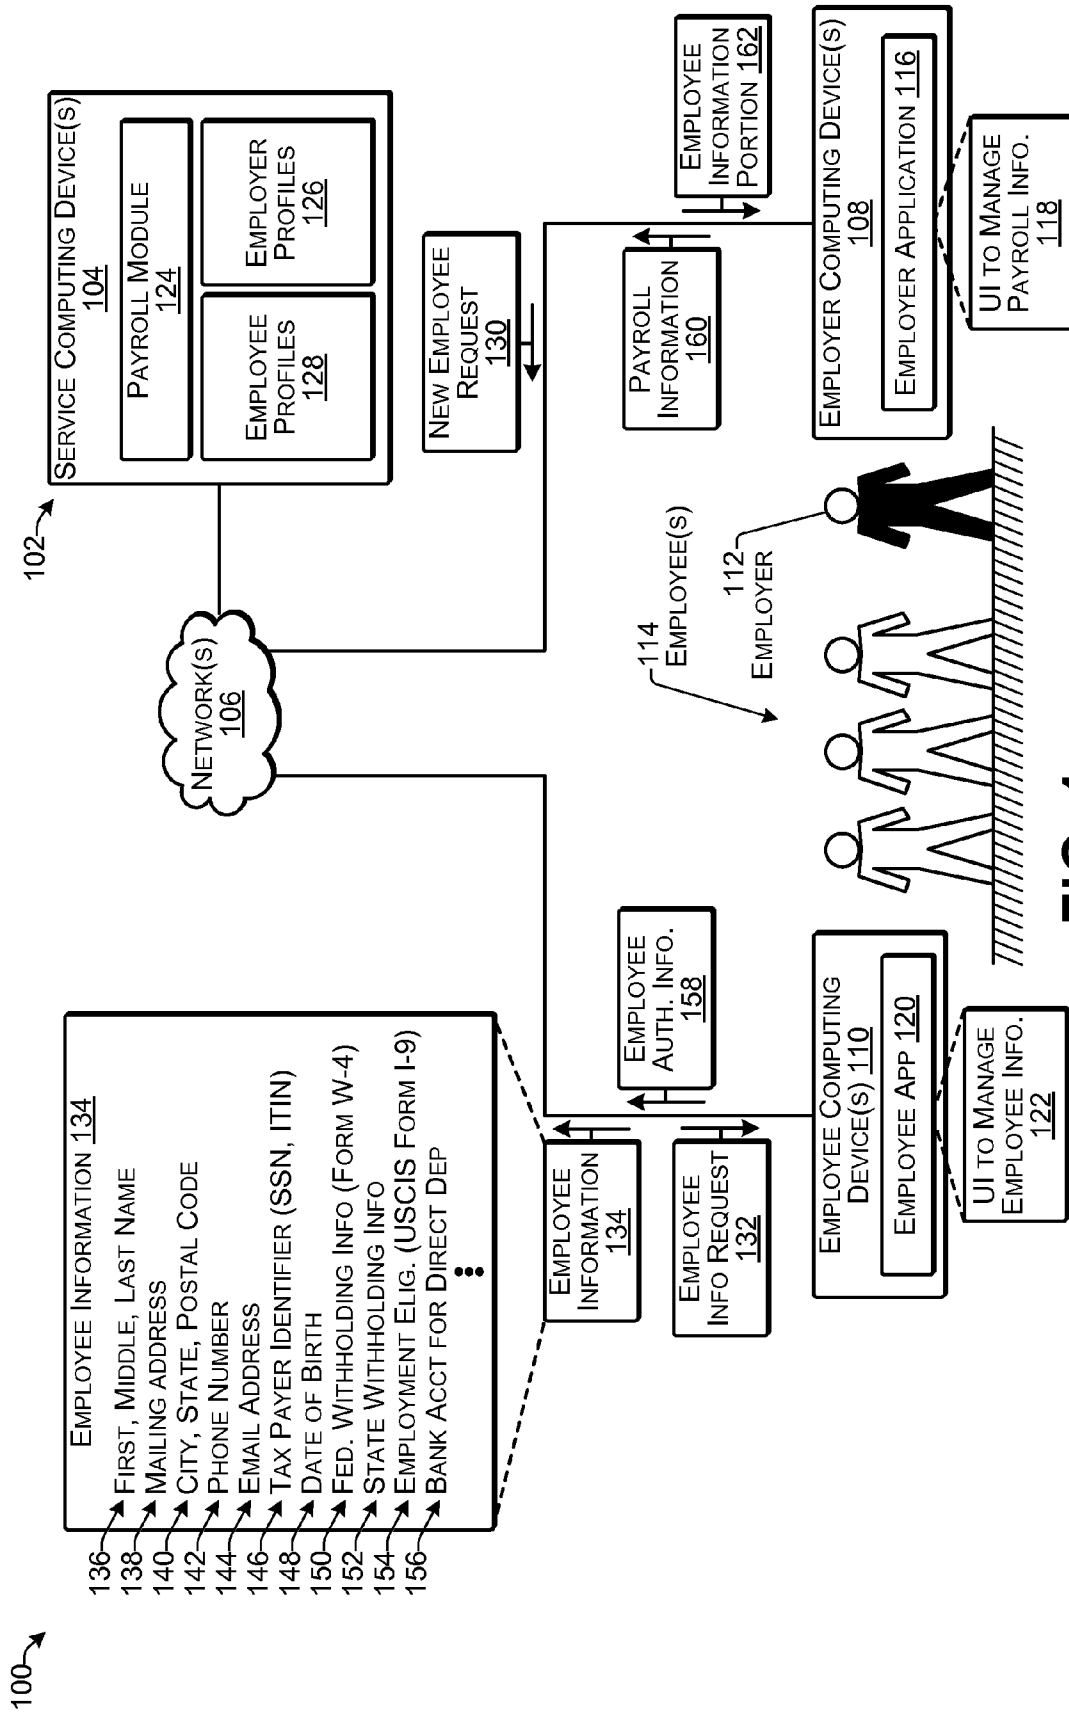 100
102
SERVICE COMPUTING DEVICE(S)
104
PAYROLL MODULE
124
EMPLOYEE
PROFILES
128
EMPLOYER
PROFILES
126
NETWORK(S)
106
EMPLOYEE INFORMATION 134
136 FIRST, MIDDLE, LAST NAME
138 MAILING ADDRESS
140 CITY, STATE, POSTAL CODE
142 PHONE NUMBER
144 EMAIL ADDRESS
146 TAX PAYER IDENTIFIER (SSN, ITIN)
148 DATE OF BIRTH
150 FED. WITHHOLDING INFO (FORM W-4)
152 STATE WITHHOLDING INFO
154 EMPLOYMENT ELIG. (USCIS FORM I-9)
156 BANK ACCT FOR DIRECT DEP
EMPLOYEE
INFORMATION
134
EMPLOYEE
INFO REQUEST
132
EMPLOYEE
AUTH. INFO.
158
NEW EMPLOYEE
REQUEST
130
PAYROLL
INFORMATION
160
EMPLOYEE
INFORMATION
PORTION 162
114
EMPLOYEE(S)
112
EMPLOYER
EMPLOYEE COMPUTING
DEVICE(S) 110
EMPLOYEE APP 120
UI TO MANAGE
EMPLOYEE INFO.
122
EMPLOYER COMPUTING DEVICE(S)
108
EMPLOYER APPLICATION 116
UI TO MANAGE
PAYROLL INFO.
118